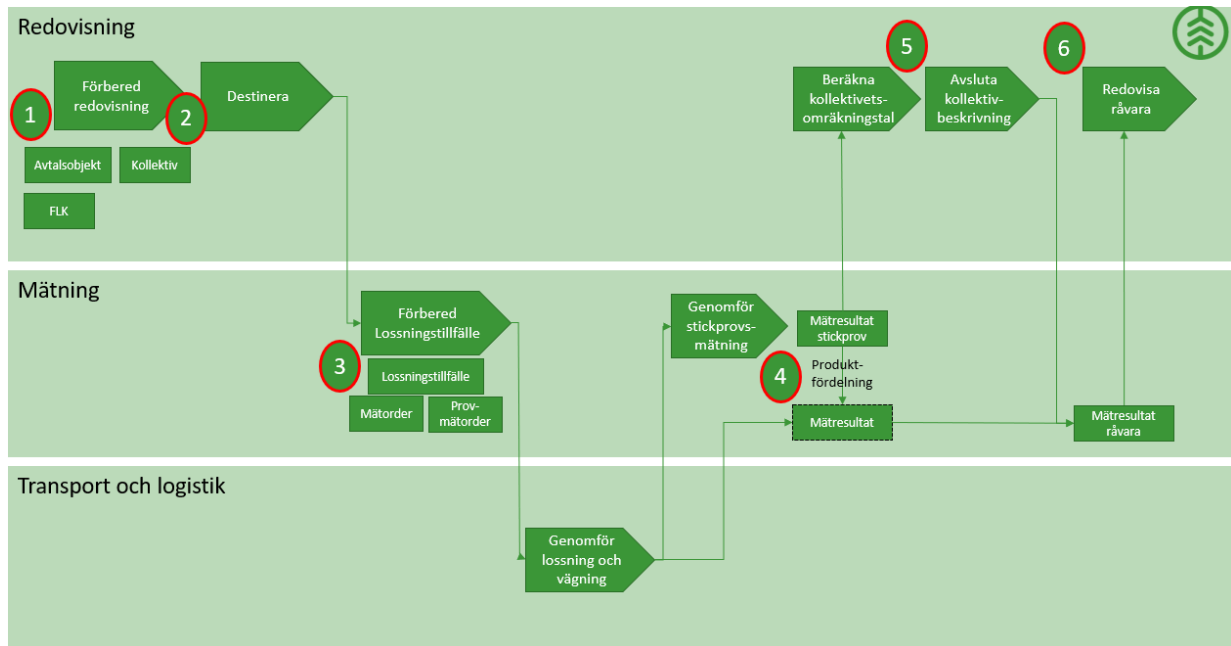 Redovisning
1
Förbered
redovisning
2
Destinera
Avtalsobjekt
Kollektiv
FLK
Beräkna
kollektivets-
omräkningstal
5
Avsluta
kollektiv-
beskrivning
6
Redovisa
råvara
Mätning
Förbered
Lossningstillfälle
3
Lossningstillfälle
Mätorder
Prov-
mätorder
Genomför
stickprovs-
mätning
Mätresultat
stickprov
4
Produkt-
fördelning
Mätresultat
Mätresultat
råvara
Transport och logistik
Genomför
lossning och
vägning